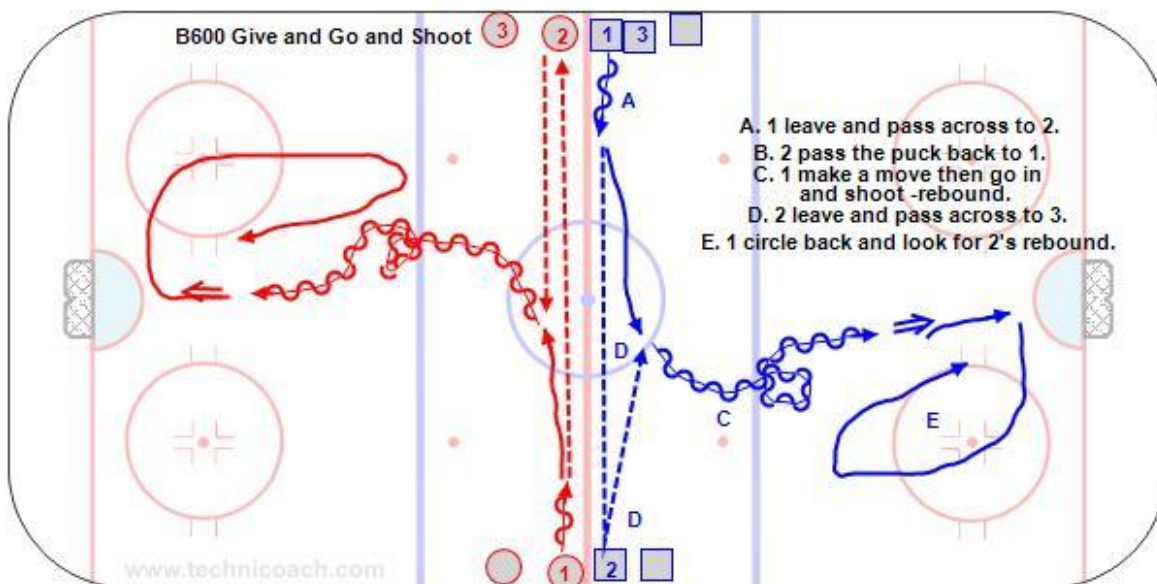 B600 Give and Go and Shoot
3 2 1 3
A
A. 1 leave and pass across to 2.
B. 2 pass the puck back to 1.
C. 1 make a move then go in
and shoot -rebound.
D. 2 leave and pass across to 3.
E. 1 circle back and look for 2's rebound.
D
C
E
D
1 2
www.technicoach.com